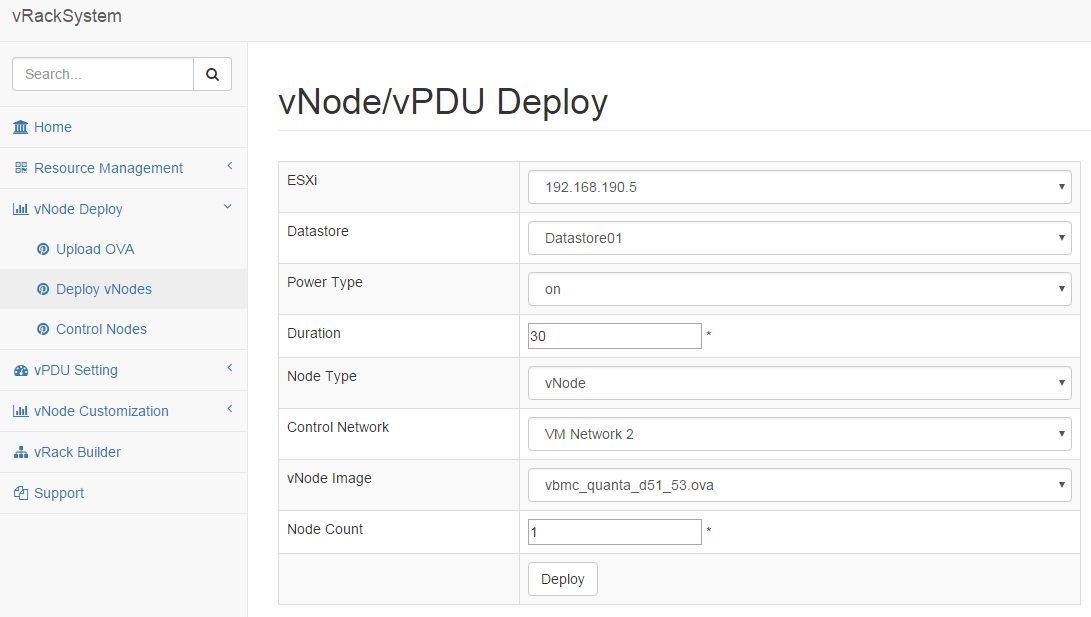 vRackSystem
Search...
Home
Resource Management
vNode Deploy
Upload OVA
Deploy vNodes
Control Nodes
vPDU Setting
vNode Customization
vRack Builder
Support
vNode/vPDU Deploy
ESXi 192.168.190.5
Datastore Datastore01
Power Type on
Duration 30 *
Node Type vNode
Control Network VM Network 2
vNode Image vbmc_quanta_d51_53.ova
Node Count 1 *
Deploy